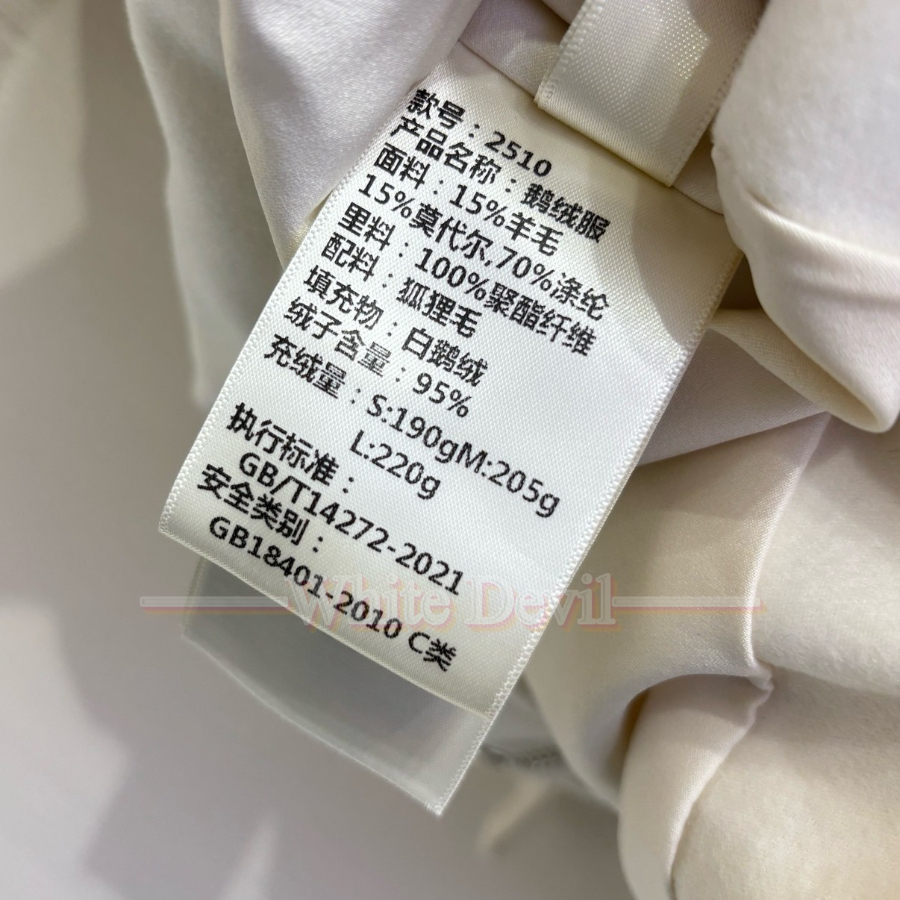 款号：2510
产品名称：鹅绒服
面料：15%羊毛
15%莫代尔.70%涤纶
里料：100%聚酯纤维
配料：狐狸毛
填充物：白鹅绒
绒子含量：95%
充绒量：S:190gM:205g
L:220g
执行标准：
GB/T14272-2021
安全类别：
GB18401-2010 C类
White Devil